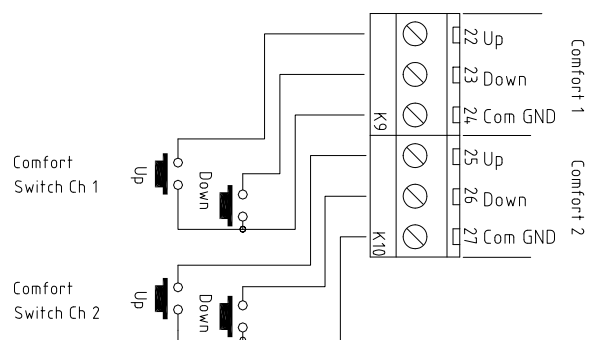 22 Up
23 Down
24 Com GND
K9
Comfort 1
25 Up
26 Down
27 Com GND
K10
Comfort 2
Comfort
Switch Ch 1
Up
Down
Comfort
Switch Ch 2
Up
Down